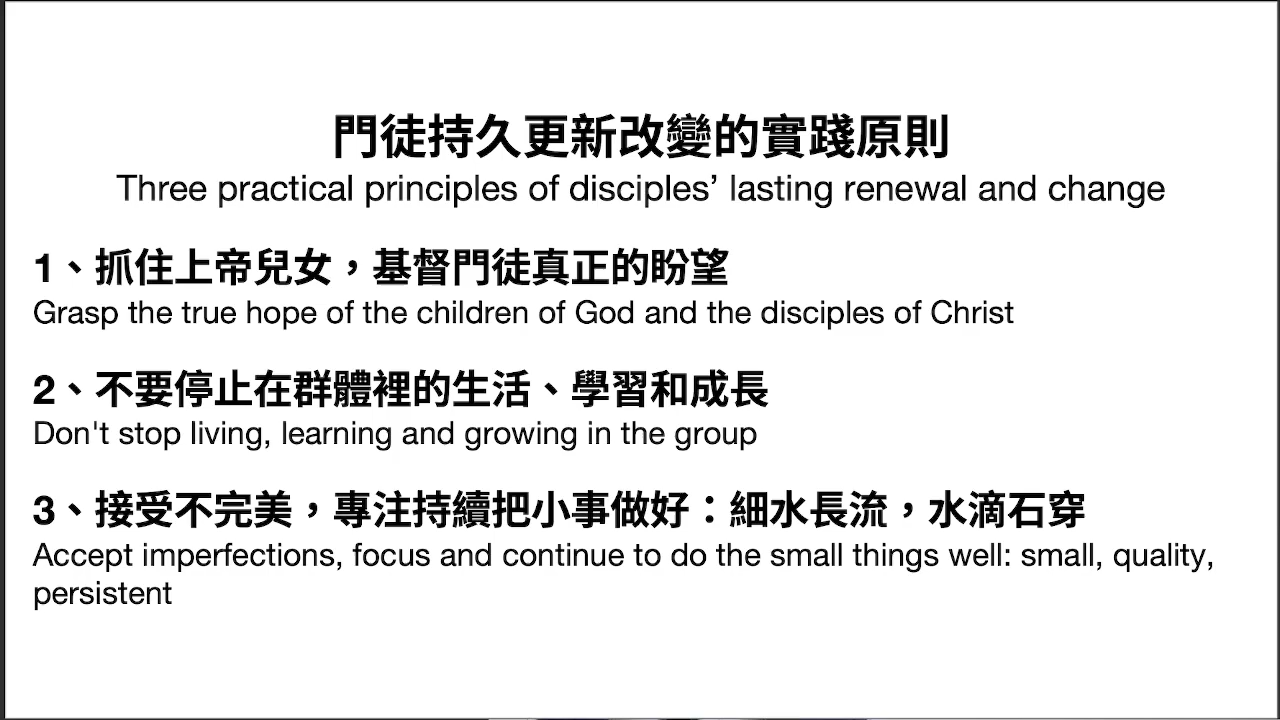 門徒持久更新改變的實踐原則
Three practical principles of disciples’ lasting renewal and change
1、抓住上帝兒女，基督門徒真正的盼望
Grasp the true hope of the children of God and the disciples of Christ
2、不要停止在群體裡的生活、學習和成長
Don't stop living, learning and growing in the group
3、接受不完美，專注持續把小事做好：細水長流，水滴石穿
Accept imperfections, focus and continue to do the small things well: small, quality,
persistent